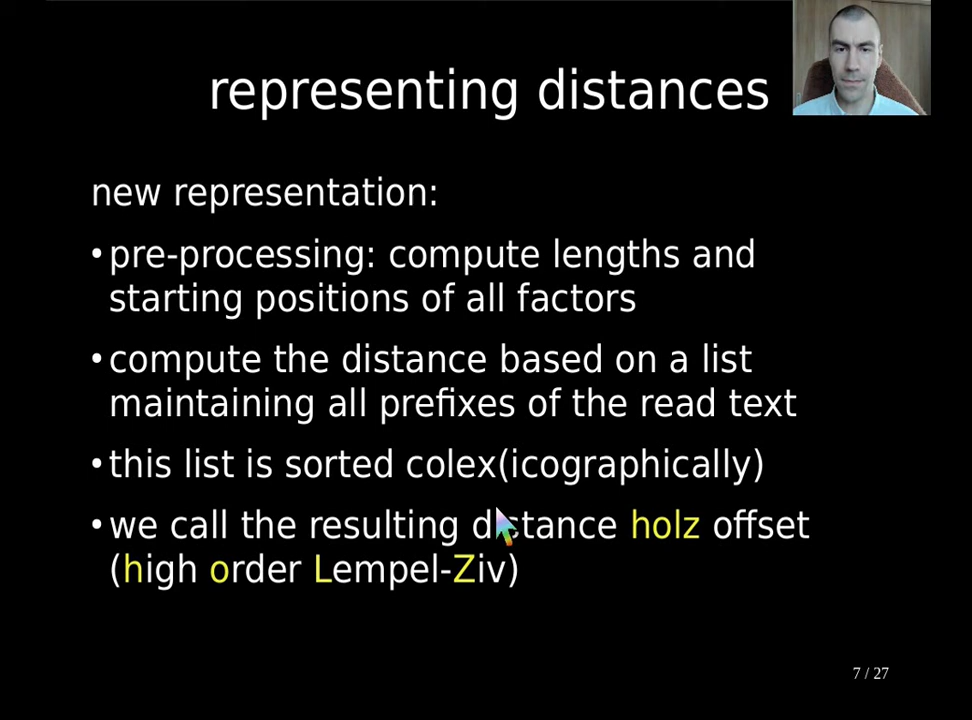 representing distances
new representation:
•pre-processing: compute lengths and
starting positions of all factors
•compute the distance based on a list
maintaining all prefixes of the read text
•this list is sorted colex(icographically)
•we call the resulting distance holz offset
(high order Lempel-Ziv)
7 / 27